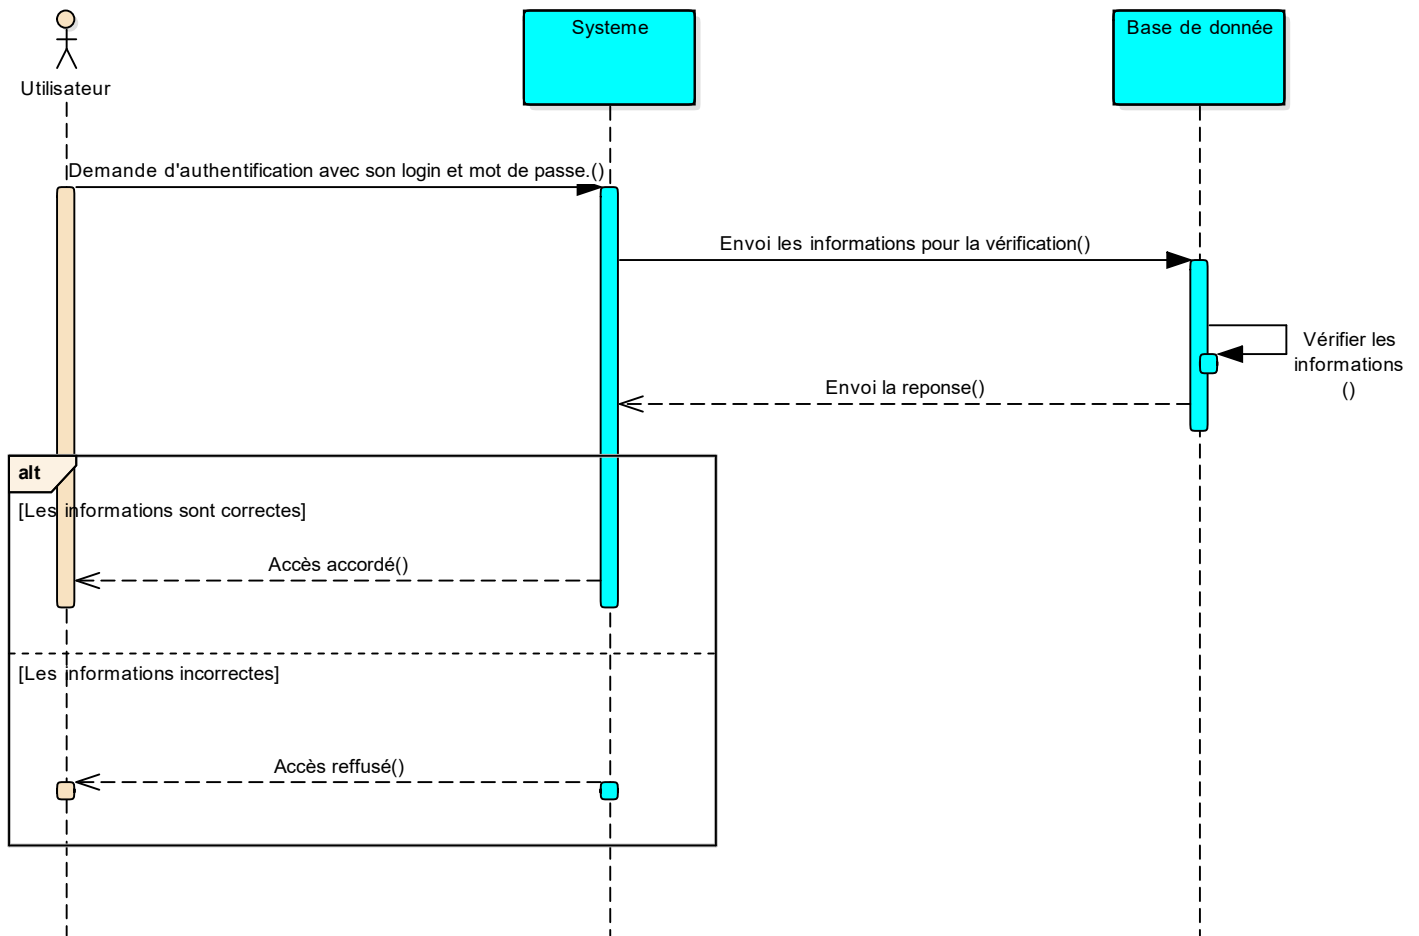 Systeme
Base de donnée
Utilisateur
Demande d'authentification avec son login et mot de passe.()
Envoi les informations pour la vérification()
Vérifier les
informations
()
Envoi la reponse()
alt
[Les informations sont correctes]
Accès accordé()
[Les informations incorrectes]
Accès reffusé()